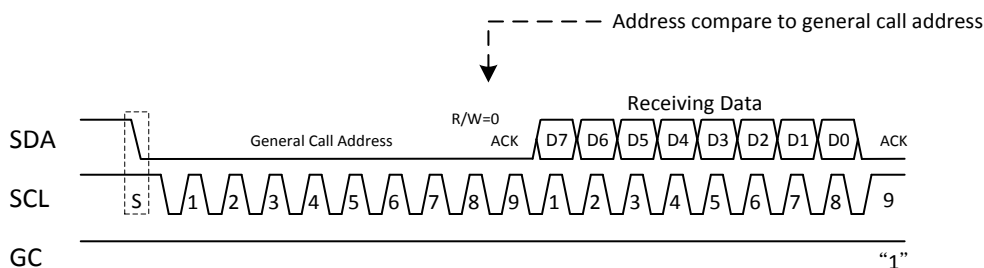 Address compare to general call address
Receiving Data
R/W=0
SDA General Call Address ACK D7 D6 D5 D4 D3 D2 D1 D0 ACK
SCL S 1 2 3 4 5 6 7 8 9 1 2 3 4 5 6 7 8 9
GC “1”